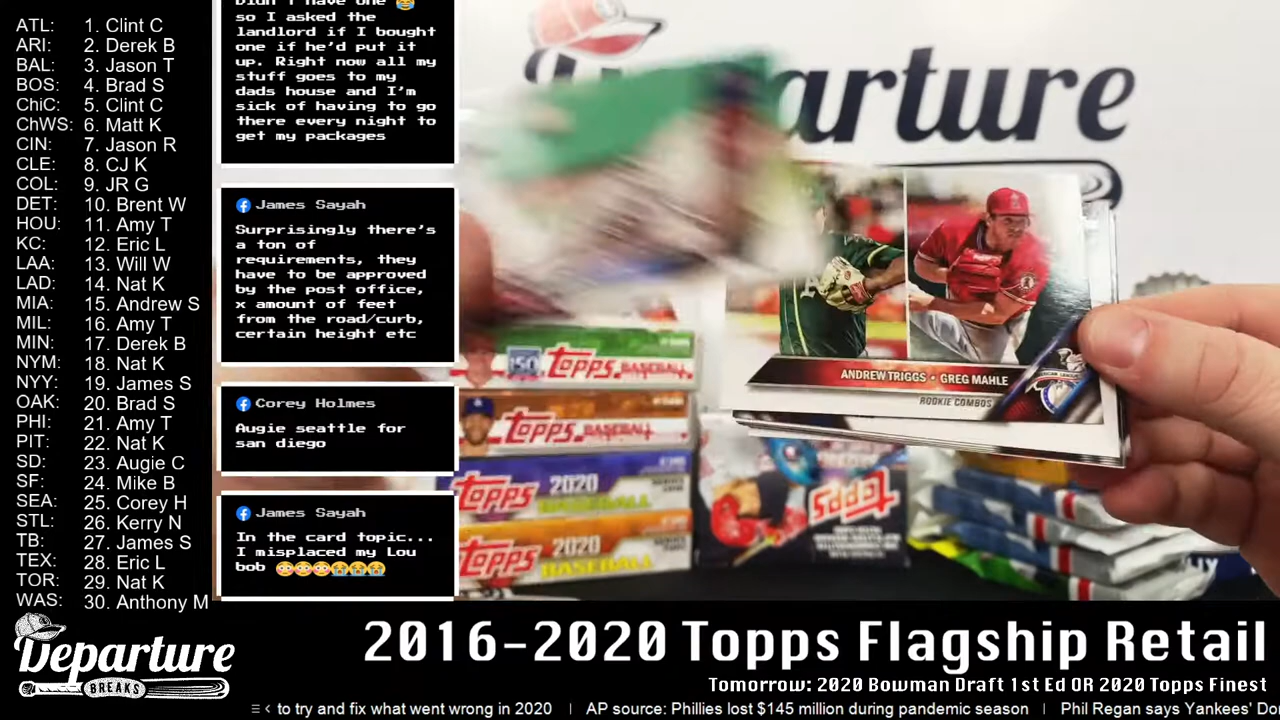 ATL: 1. Clint C
ARI: 2. Derek B
BAL: 3. Jason T
BOS: 4. Brad S
ChiC: 5. Clint C
ChWS: 6. Matt K
CIN: 7. Jason R
CLE: 8. CJ K
COL: 9. JR G
DET: 10. Brent W
HOU: 11. Amy T
KC: 12. Eric L
LAA: 13. Will W
LAD: 14. Nat K
MIA: 15. Andrew S
MIL: 16. Amy T
MIN: 17. Derek B
NYM: 18. Nat K
NYY: 19. James S
OAK: 20. Brad S
PHI: 21. Amy T
PIT: 22. Nat K
SD: 23. Augie C
SF: 24. Mike B
SEA: 25. Corey H
STL: 26. Kerry N
TB: 27. James S
TEX: 28. Eric L
TOR: 29. Nat K
WAS: 30. Anthony M
Didn't have one 😂
so I asked the
landlord if I bought
one if he'd put it
up. Right now all my
stuff goes to my
dads house and I'm
sick of having to go
there every night to
get my packages
James Sayah
Surprisingly there's
a ton of
requirements, they
have to be approved
by the post office,
x amount of feet
from the road/curb,
certain height etc
Corey Holmes
Augie seattle for
san diego
James Sayah
In the card topic...
I misplaced my Lou
bob 😳😳😳😭😭😭
Departure
ANDREW TRIGGS • GREG MAHLE
ROOKIE COMBOS
150 Topps BASEBALL
Topps BASEBALL
Topps 2020 BASEBALL
Topps 2020 BASEBALL
Topps
Departure
BREAKS
2016-2020 Topps Flagship Retail
Tomorrow: 2020 Bowman Draft 1st Ed OR 2020 Topps Finest
to try and fix what went wrong in 2020 | AP source: Phillies lost $145 million during pandemic season | Phil Regan says Yankees' Do